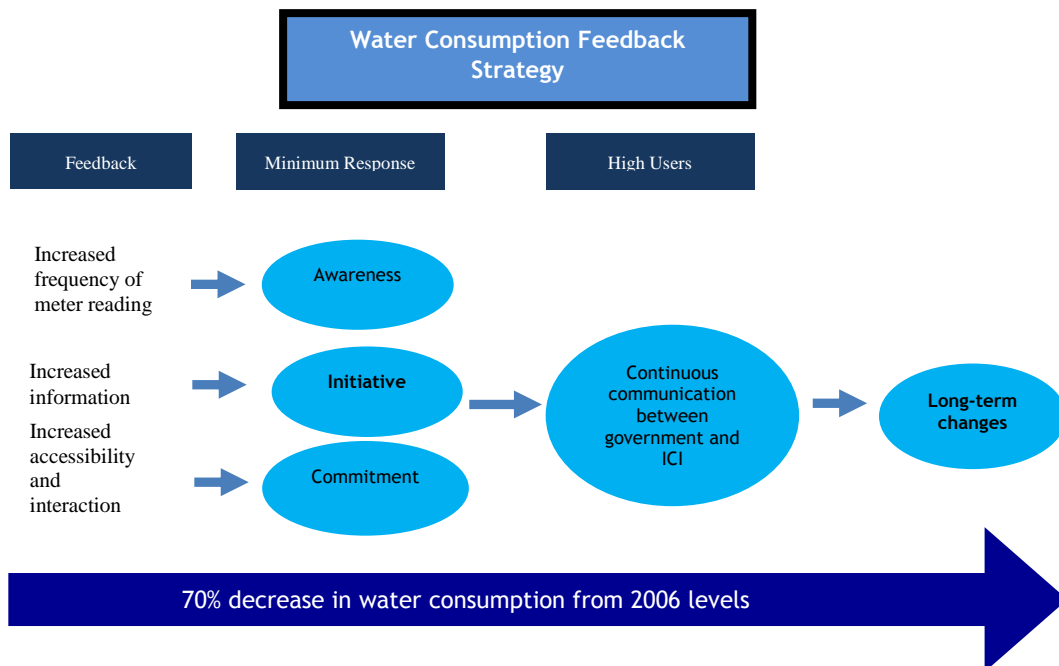 Water Consumption Feedback
Strategy
Feedback
Minimum Response
High Users
Increased
frequency of
meter reading
Awareness
Increased
information
Initiative
Increased
accessibility
and
interaction
Commitment
Continuous
communication
between
government and
ICI
Long-term
changes
70% decrease in water consumption from 2006 levels